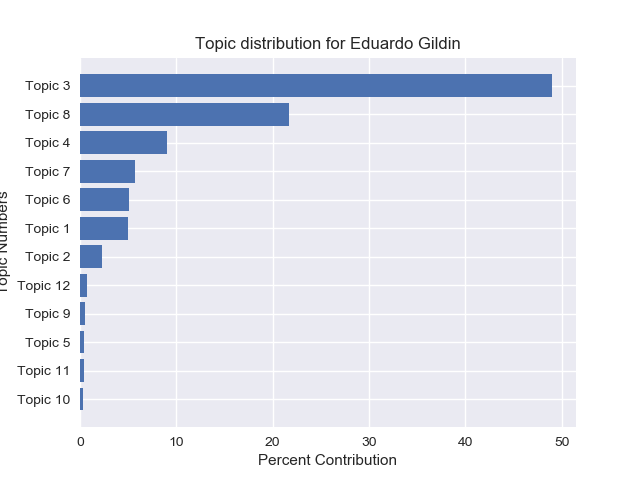 Topic distribution for Eduardo Gildin
Topic 3
Topic 8
Topic 4
Topic 7
Topic 6
Topic 1
Topic 2
Topic 12
Topic 9
Topic 5
Topic 11
Topic 10
Topic Numbers
0 10 20 30 40 50
Percent Contribution